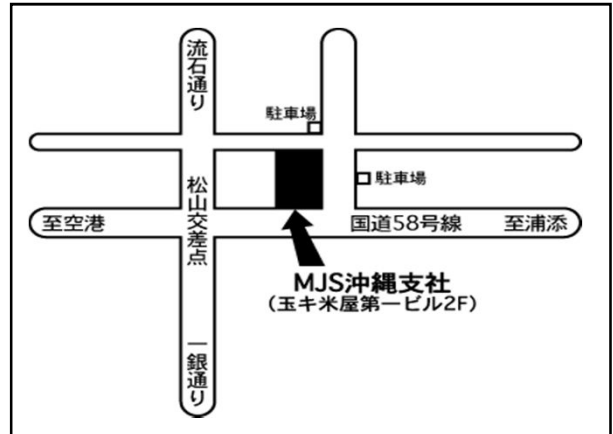 流石通り
駐車場
駐車場
松山交差点
至空港
国道58号線
至浦添
MJS沖縄支社
(玉キ米屋第一ビル2F)
一銀通り